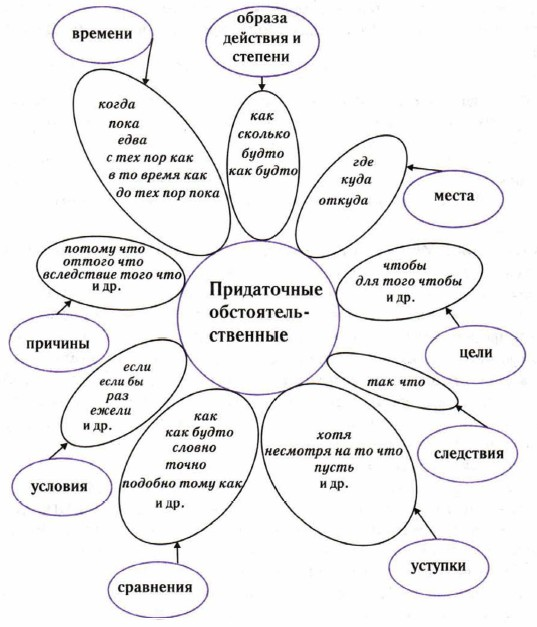 времени
образа
действия и
степени
когда
пока
едва
с тех пор как
в то время как
до тех пор пока
как
сколько
будто
как будто
где
куда
откуда
места
потому что
оттого что
вследствие того что
и др.
причины
Придаточные
обстоятель-
ственные
чтобы
для того чтобы
и др.
цели
если
если бы
раз
ежели
и др.
условия
как
как будто
словно
точно
подобно тому как
и др.
сравнения
хотя
несмотря на то что
пусть
и др.
уступки
так что
следствия